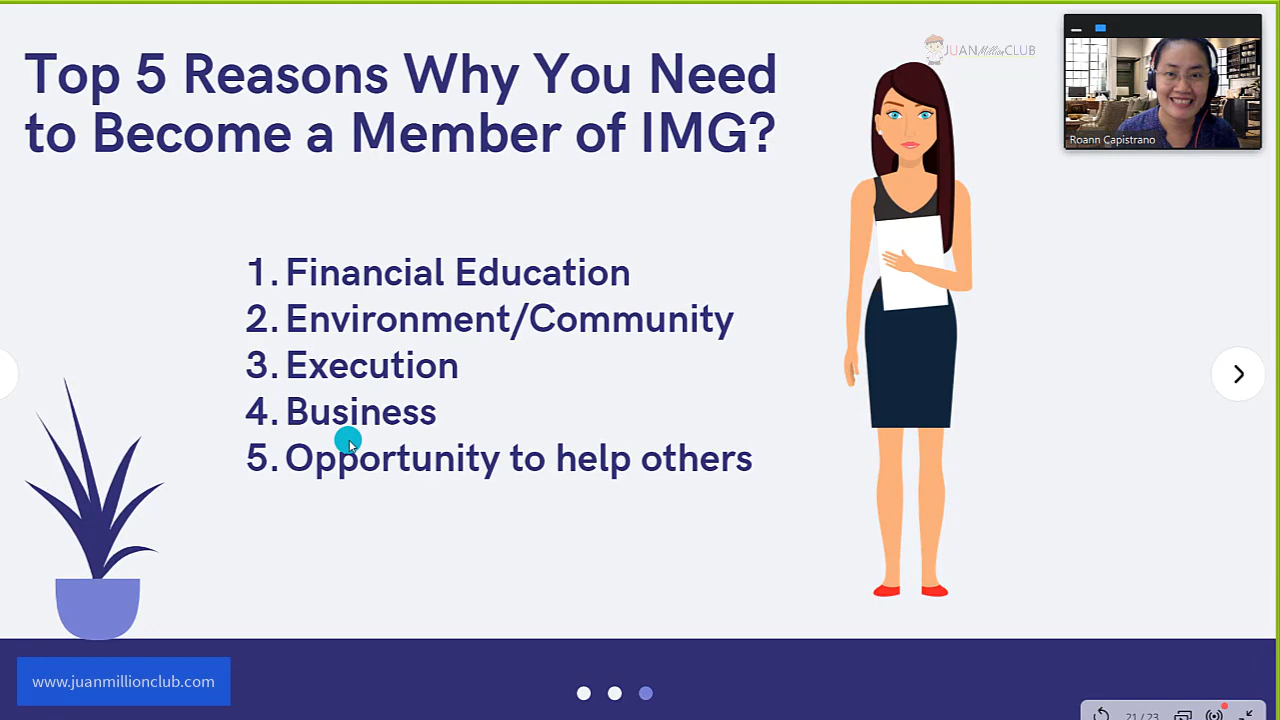 JUANMillionCLUB
Top 5 Reasons Why You Need
to Become a Member of IMG?
Roann Capistrano
1. Financial Education
2. Environment/Community
3. Execution
4. Business
5. Opportunity to help others
www.juanmillionclub.com
21 / 23